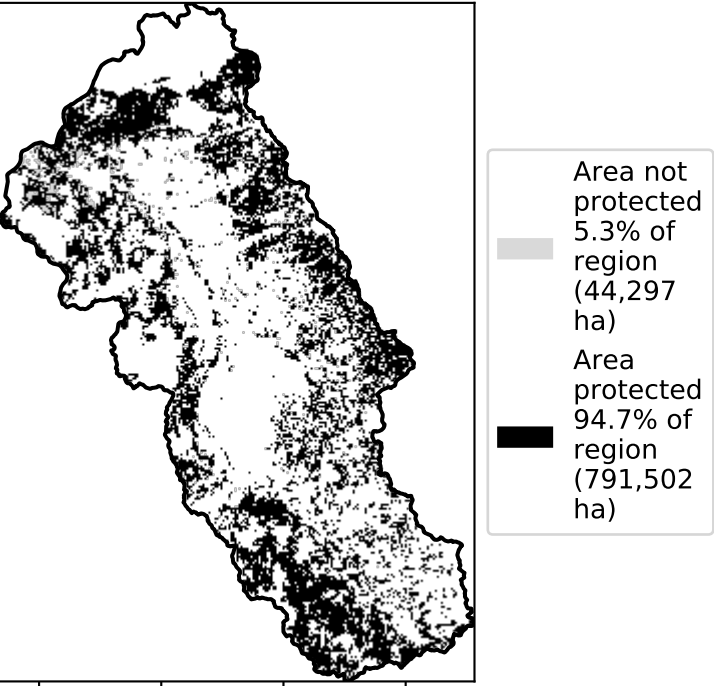 Area not
protected
5.3% of
region
(44,297
ha)
Area
protected
94.7% of
region
(791,502
ha)